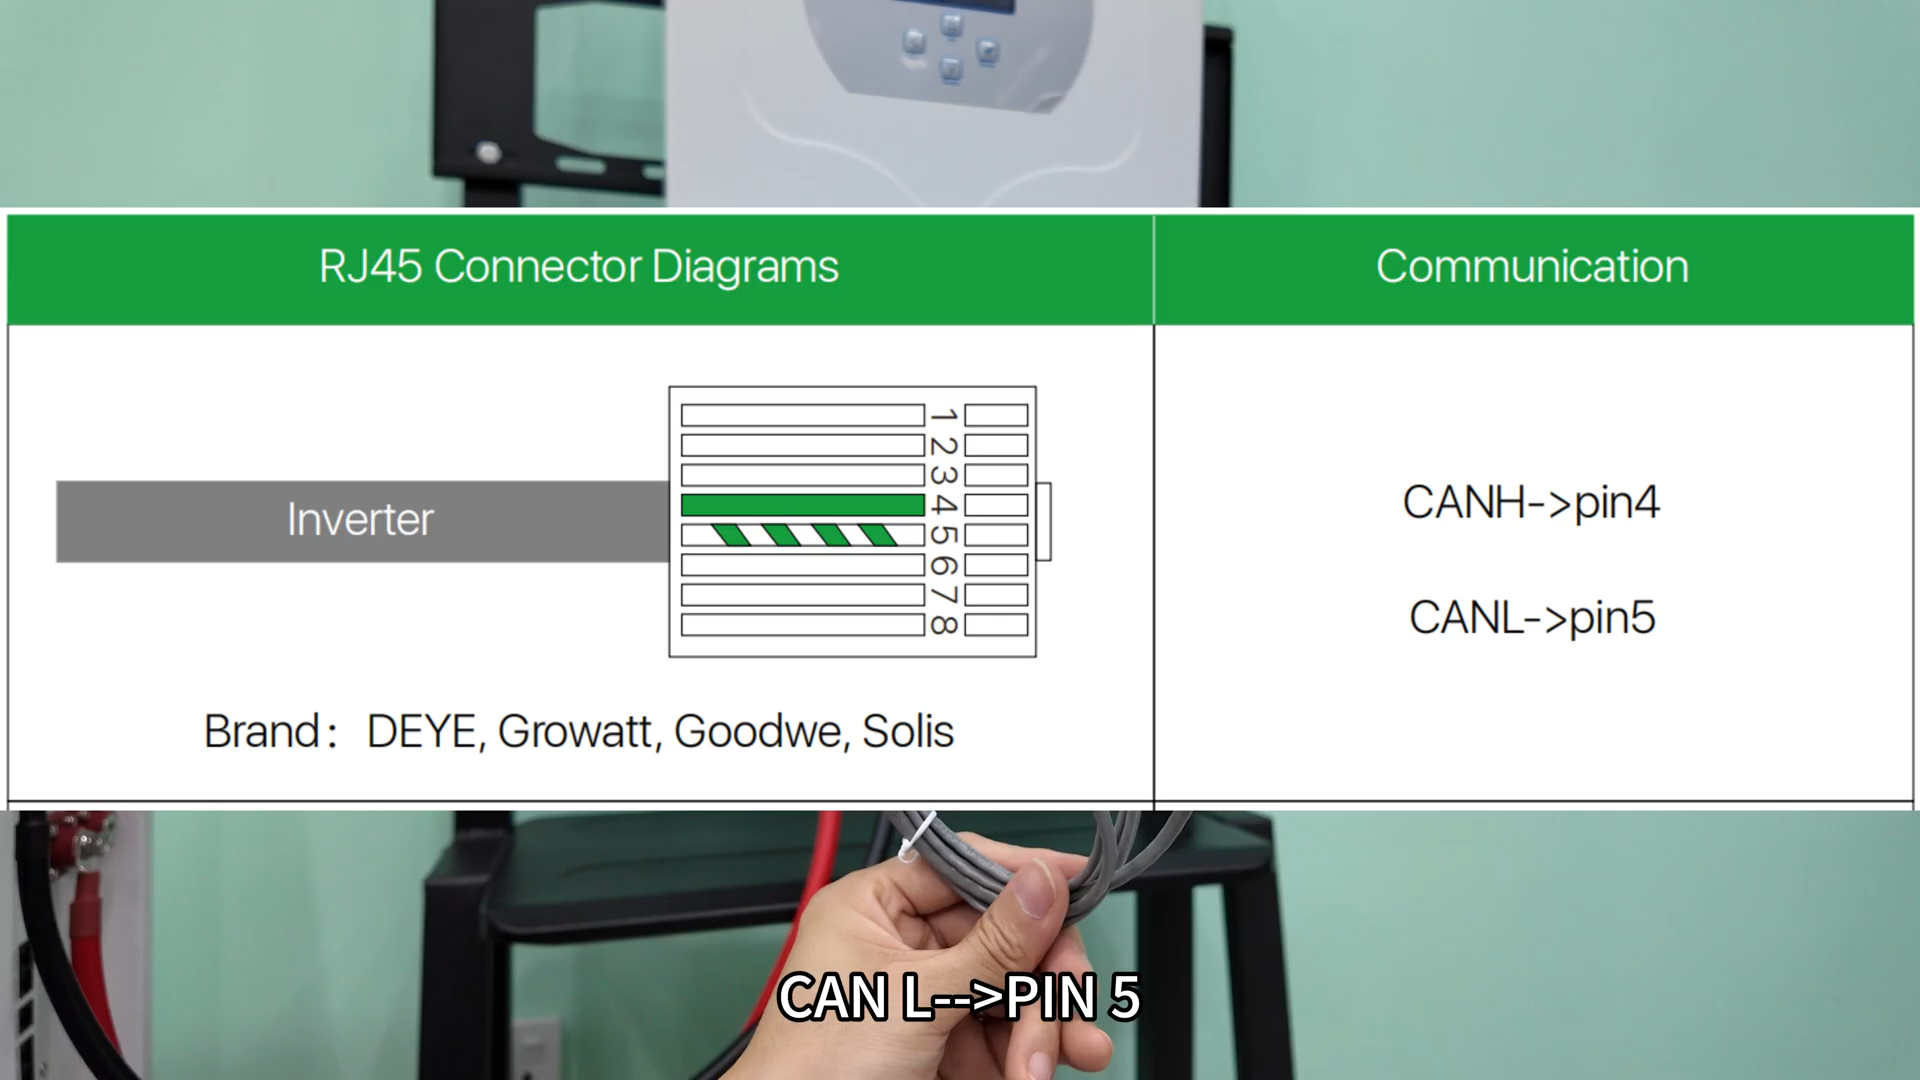 RJ45 Connector Diagrams
Communication
Inverter
1
2
3
4
5
6
7
8
CANH->pin4
CANL->pin5
Brand: DEYE, Growatt, Goodwe, Solis
CAN L-->PIN 5